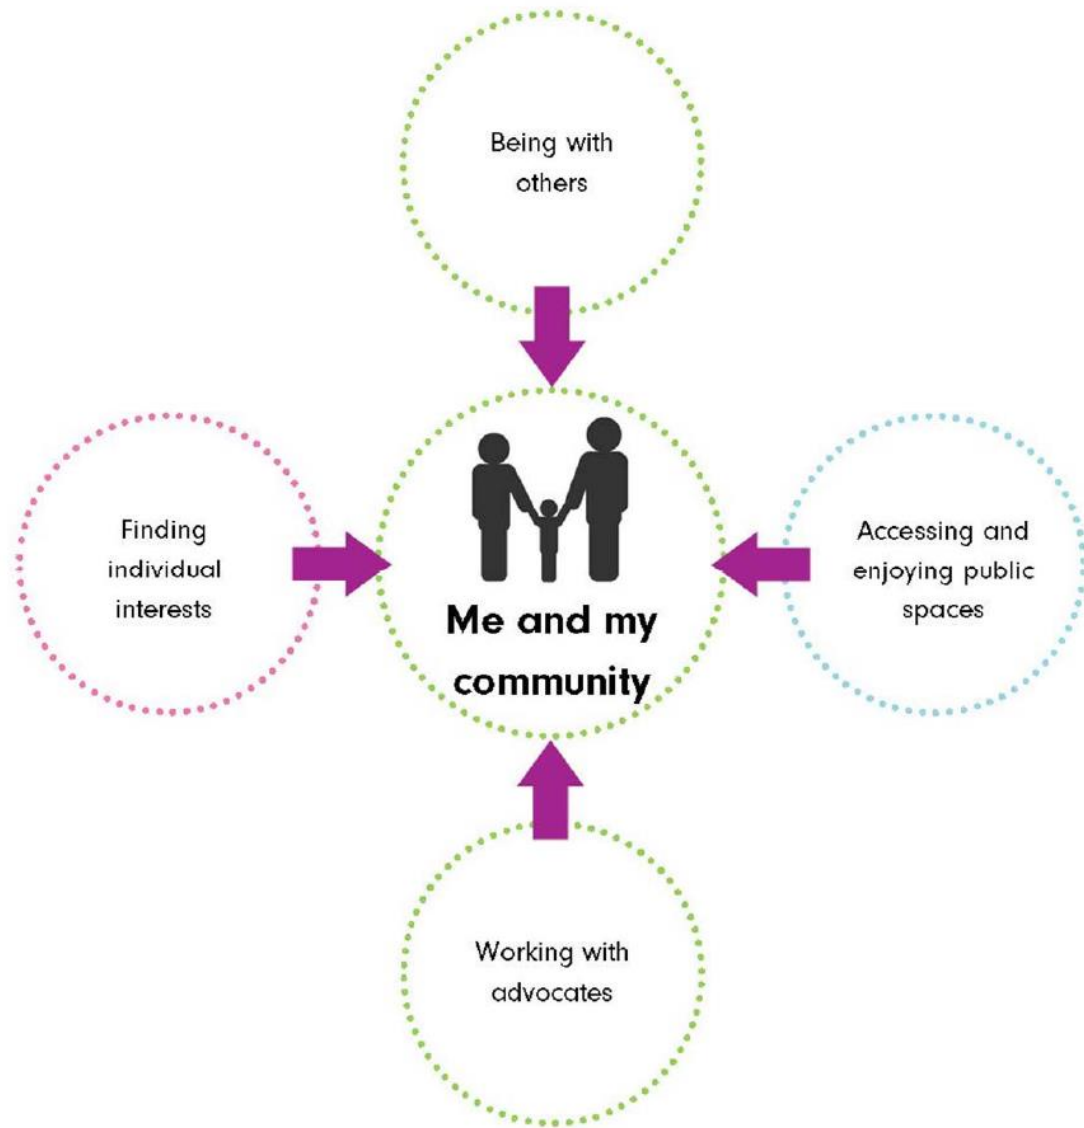 Being with
others
Finding
individual
interests
Me and my
community
Accessing and
enjoying public
spaces
Working with
advocates